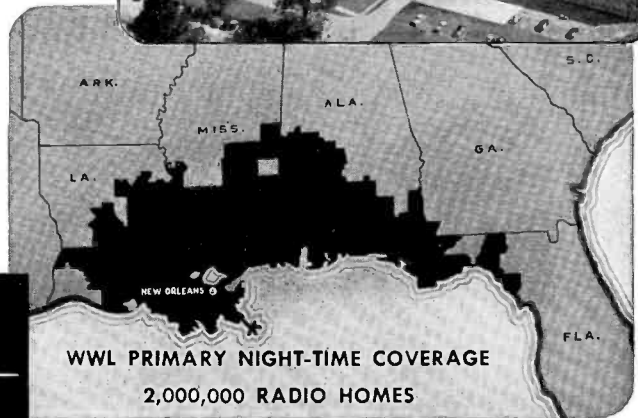 S.C.
ARK.
ALA.
MISS.
GA.
LA.
NEW ORLEANS
FLA.
WWL PRIMARY NIGHT-TIME COVERAGE
2,000,000 RADIO HOMES